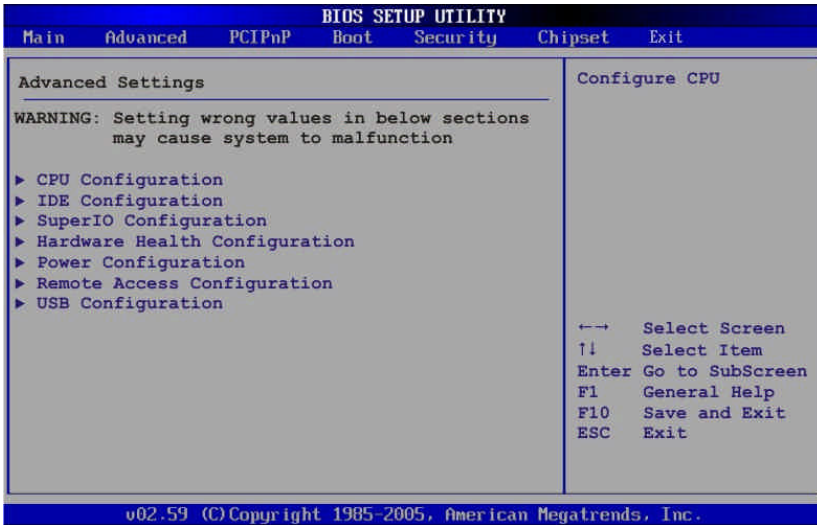 BIOS SETUP UTILITY
Main Advanced PCIPnP Boot Security Chipset Exit
Advanced Settings
WARNING: Setting wrong values in below sections
may cause system to malfunction
► CPU Configuration
► IDE Configuration
► SuperIO Configuration
► Hardware Health Configuration
► Power Configuration
► Remote Access Configuration
► USB Configuration
Configure CPU
←→ Select Screen
↑↓ Select Item
Enter Go to SubScreen
F1 General Help
F10 Save and Exit
ESC Exit
v02.59 (C)Copyright 1985-2005, American Megatrends, Inc.